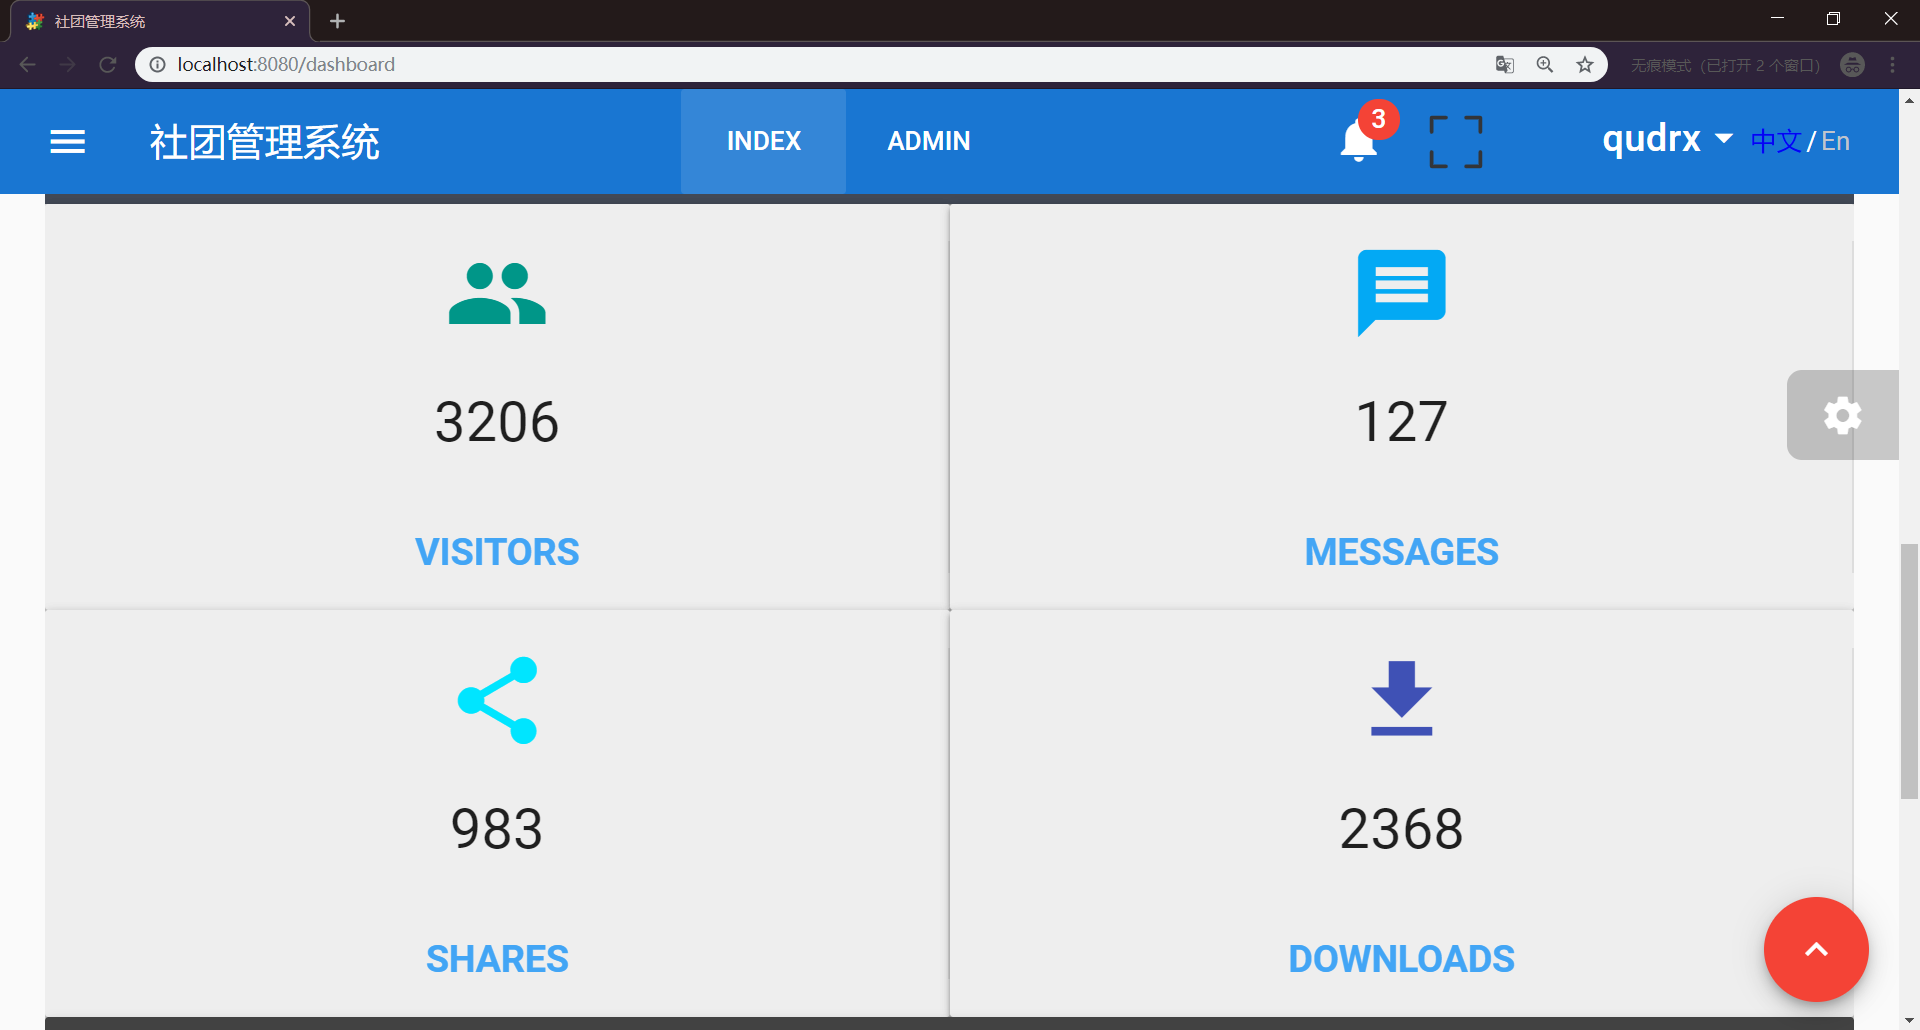 社团管理系统
localhost:8080/dashboard
无痕模式 (已打开 2 个窗口)
社团管理系统
INDEX
ADMIN
3
qudrx
中文/En
3206
127
VISITORS
MESSAGES
983
2368
SHARES
DOWNLOADS